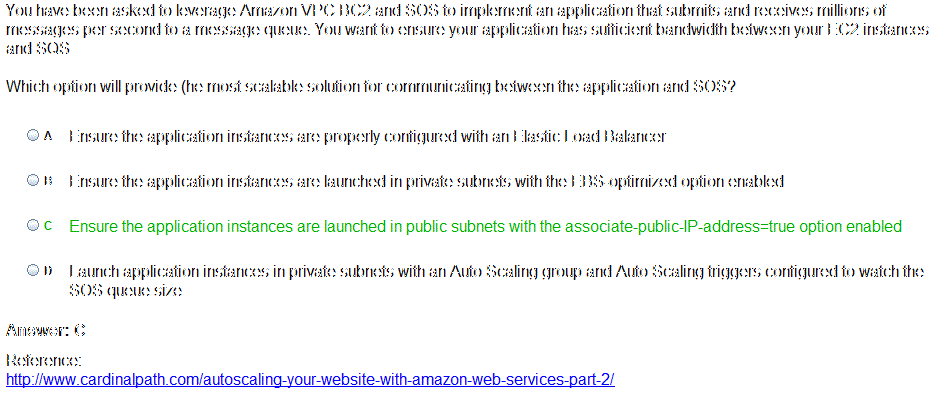 You have been asked to leverage Amazon VPC BC2 and SOS to implement an application that submits and receives millions of
messages per second to a message queue. You want to ensure your application has sufficient bandwidth between your EC2 instances
and SQS
Which option will provide (he most scalable solution for communicating between the application and SOS?
A Ensure the application instances are properly configured with an Elastic Load Balancer
B Ensure the application instances are launched in private subnets with the EBS-optimized option enabled
C Ensure the application instances are launched in public subnets with the associate-public-IP-address=true option enabled
D Launch application instances in private subnets with an Auto Scaling group and Auto Scaling triggers configured to watch the
SOS queue size
Answer: C
Reference:
http://www.cardinalpath.com/autoscaling-your-website-with-amazon-web-services-part-2/